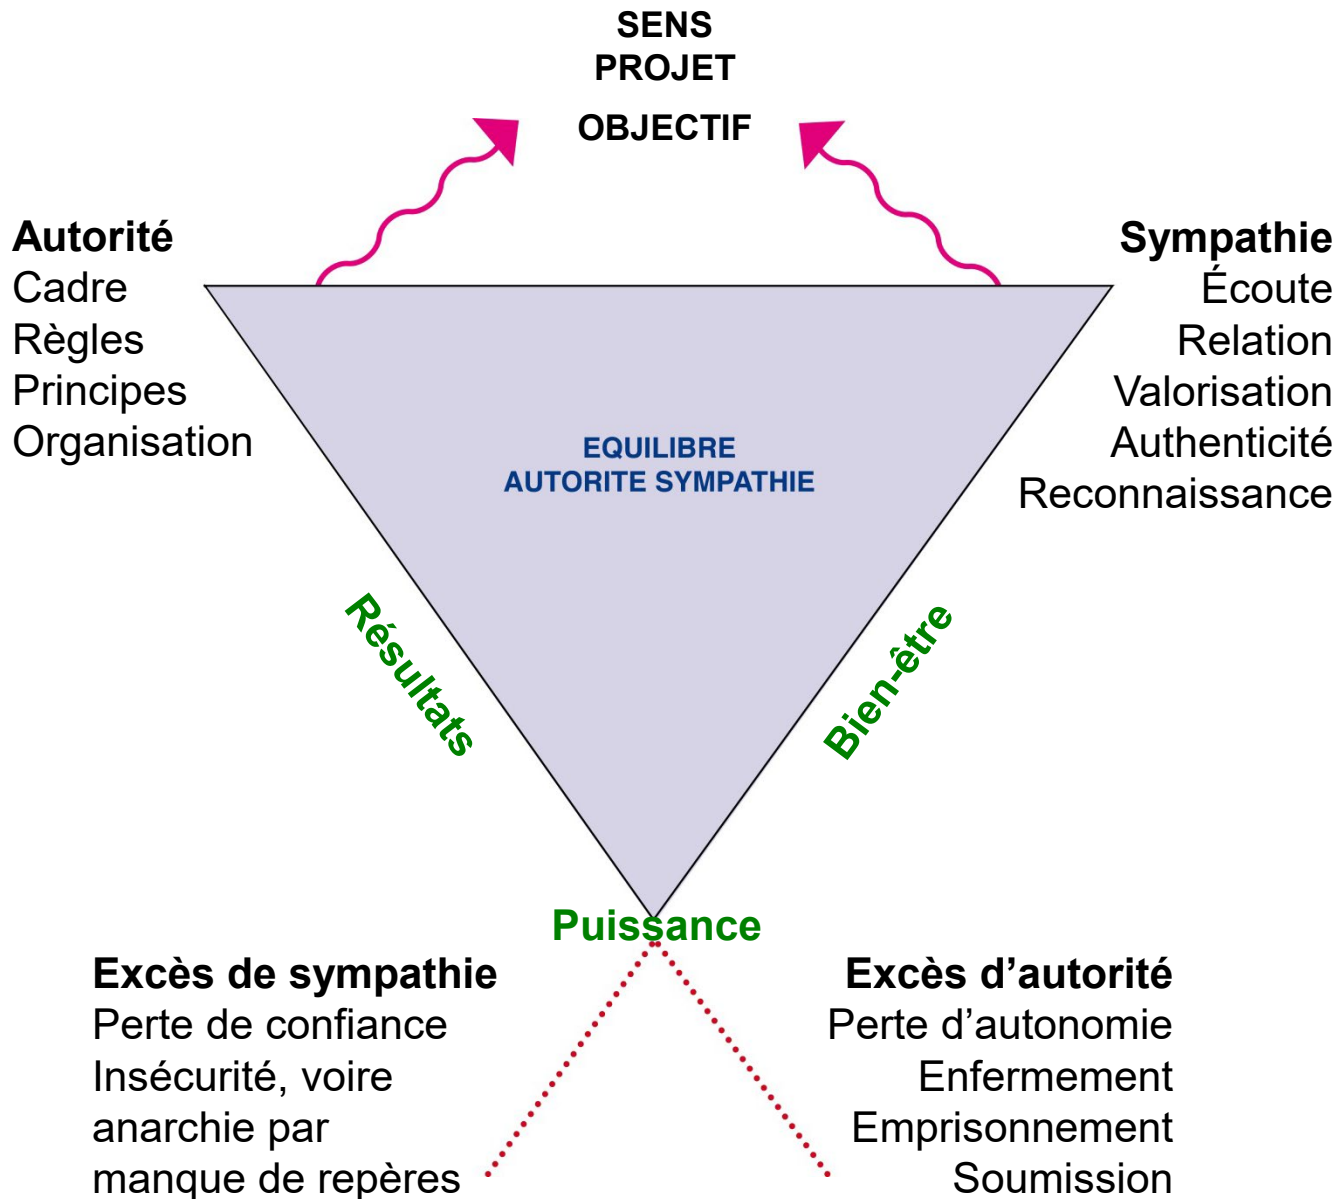 SENS
PROJET
OBJECTIF
Autorité
Cadre
Règles
Principes
Organisation
Sympathie
Écoute
Relation
Valorisation
Authenticité
Reconnaissance
EQUILIBRE
AUTORITE SYMPATHIE
Résultats
Bien-être
Puissance
Excès de sympathie
Perte de confiance
Insécurité, voire
anarchie par
manque de repères
Excès d’autorité
Perte d’autonomie
Enfermement
Emprisonnement
Soumission